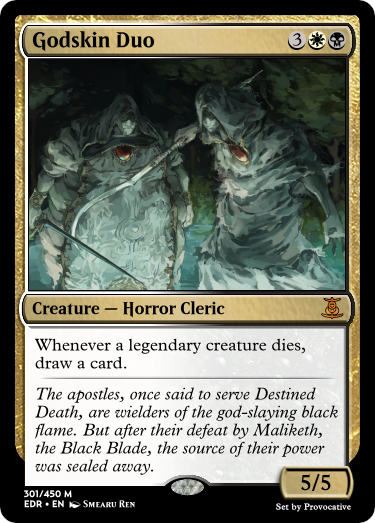 Godskin Duo 3
Creature — Horror Cleric
Whenever a legendary creature dies,
draw a card.
The apostles, once said to serve Destined
Death, are wielders of the god-slaying black
flame. But after their defeat by Maliketh,
the Black Blade, the source of their power
was sealed away.
5/5
301/450 M
EDR • EN Smearu Ren
Set by Provocative